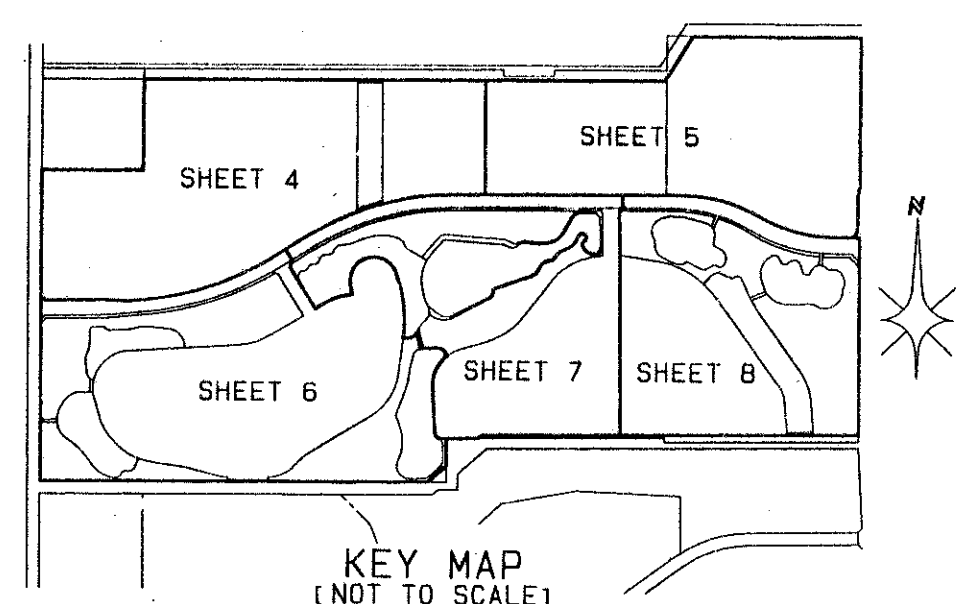 SHEET 5
SHEET 4
N
SHEET 7
SHEET 8
SHEET 6
KEY MAP
[NOT TO SCALE]